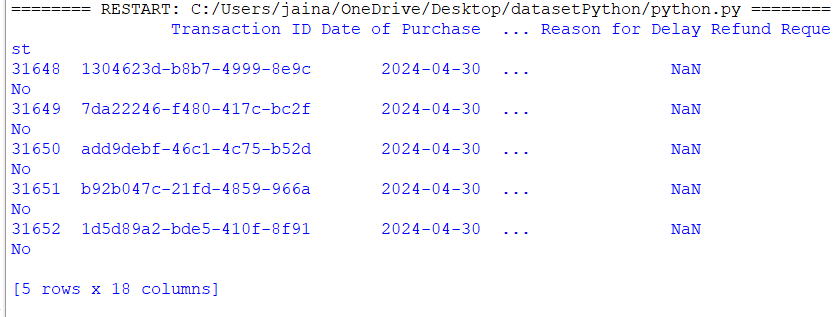 ======== RESTART: C:/Users/jaina/OneDrive/Desktop/datasetPython/python.py ========
Transaction ID Date of Purchase ... Reason for Delay Refund Reque
st
31648 1304623d-b8b7-4999-8e9c 2024-04-30 ... NaN
No
31649 7da22246-f480-417c-bc2f 2024-04-30 ... NaN
No
31650 add9debf-46c1-4c75-b52d 2024-04-30 ... NaN
No
31651 b92b047c-21fd-4859-966a 2024-04-30 ... NaN
No
31652 1d5d89a2-bde5-410f-8f91 2024-04-30 ... NaN
No
[5 rows x 18 columns]